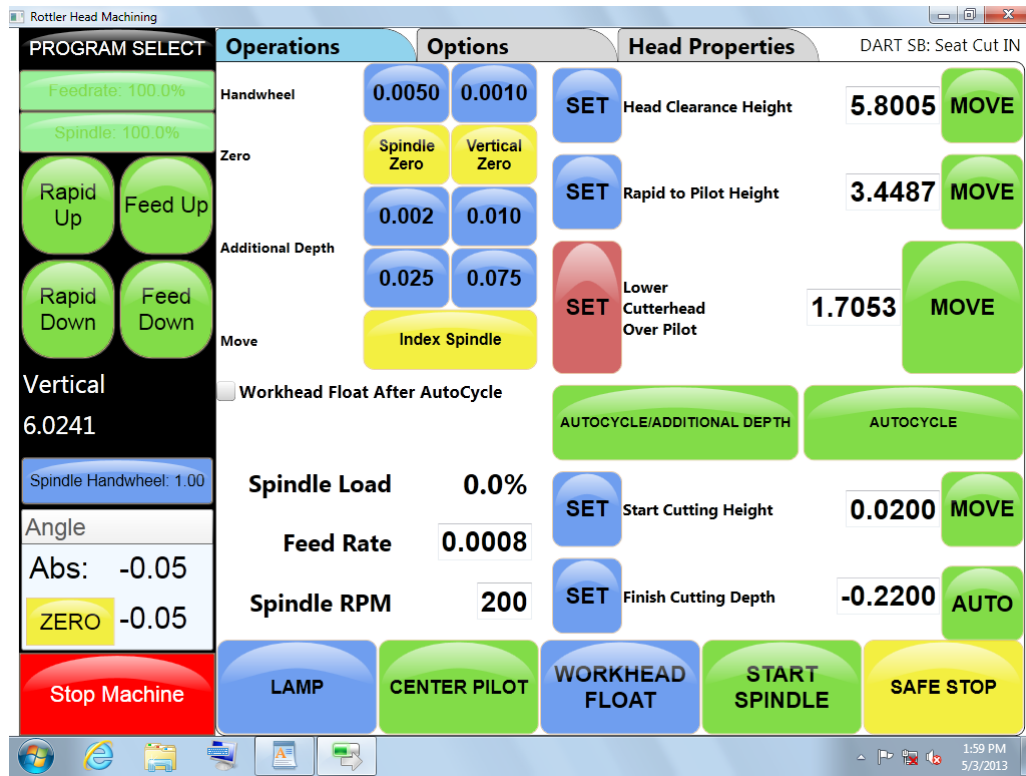 Rottler Head Machining
PROGRAM SELECT
Operations
Options
Head Properties
DART SB: Seat Cut IN
Feedrate: 100.0%
Spindle: 100.0%
Rapid
Up
Feed Up
Rapid
Down
Feed
Down
Vertical
6.0241
Spindle Handwheel: 1.00
Angle
Abs: -0.05
ZERO -0.05
Stop Machine
Handwheel
0.0050 0.0010
Zero
Spindle
Zero
Vertical
Zero
Additional Depth
0.002 0.010
0.025 0.075
Move
Index Spindle
Workhead Float After AutoCycle
Spindle Load 0.0%
Feed Rate 0.0008
Spindle RPM 200
SET Head Clearance Height 5.8005 MOVE
SET Rapid to Pilot Height 3.4487 MOVE
SET
Lower
Cutterhead
Over Pilot
1.7053 MOVE
AUTOCYCLE/ADDITIONAL DEPTH
AUTOCYCLE
SET Start Cutting Height 0.0200 MOVE
SET Finish Cutting Depth -0.2200 AUTO
LAMP
CENTER PILOT
WORKHEAD
FLOAT
START
SPINDLE
SAFE STOP
1:59 PM
5/3/2013